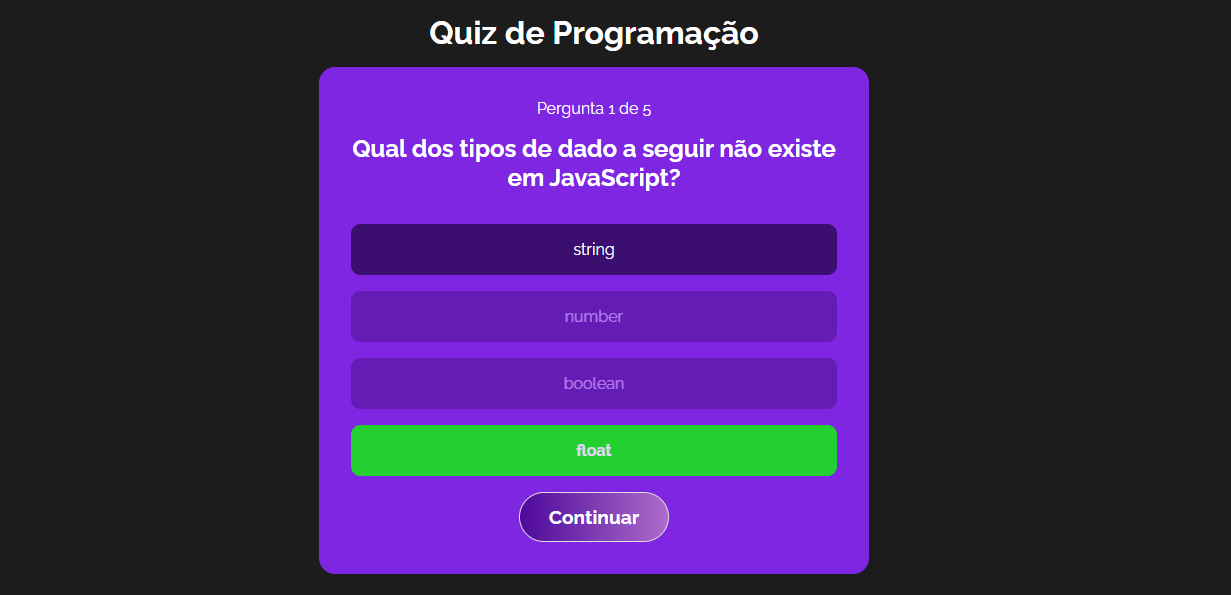 Quiz de Programação
Pergunta 1 de 5
Qual dos tipos de dado a seguir não existe
em JavaScript?
string
number
boolean
float
Continuar